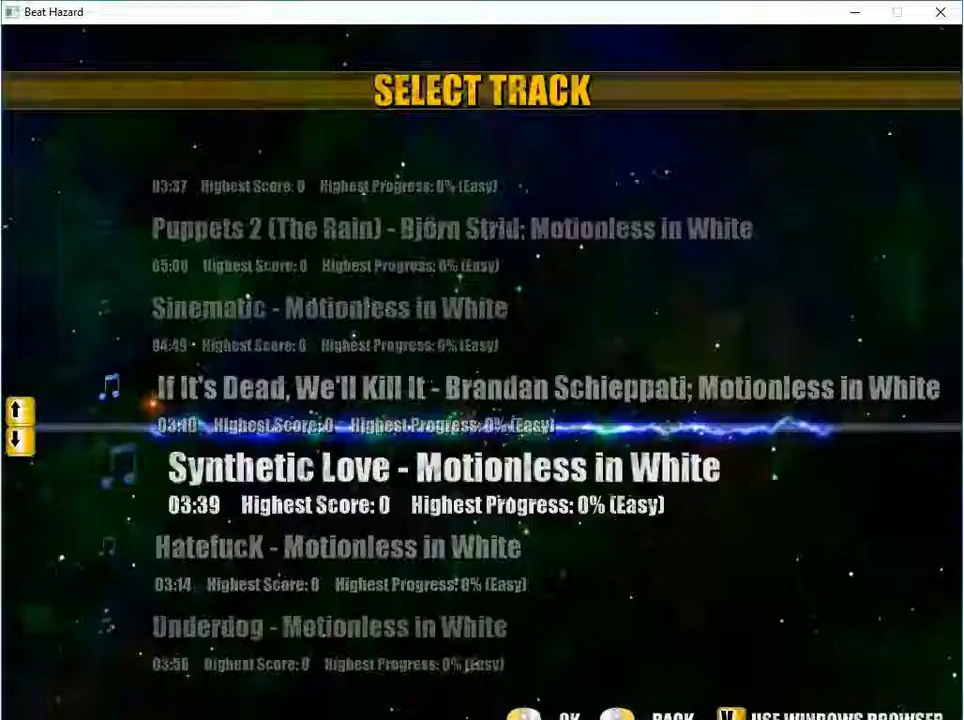 Beat Hazard
SELECT TRACK
03:37 Highest Score: 0 Highest Progress: 0% (Easy)
Puppets 2 (The Rain) - Björn Strid; Motionless in White
05:00 Highest Score: 0 Highest Progress: 0% (Easy)
Sinematic - Motionless in White
04:49 Highest Score: 0 Highest Progress: 0% (Easy)
If It's Dead, We'll Kill It - Brandan Schieppati; Motionless in White
03:10 Highest Score: 0 Highest Progress: 0% (Easy)
Synthetic Love - Motionless in White
03:39 Highest Score: 0 Highest Progress: 0% (Easy)
HatefucK - Motionless in White
03:14 Highest Score: 0 Highest Progress: 0% (Easy)
Underdog - Motionless in White
03:56 Highest Score: 0 Highest Progress: 0% (Easy)
OK BACK USE WINDOWS BROWSER